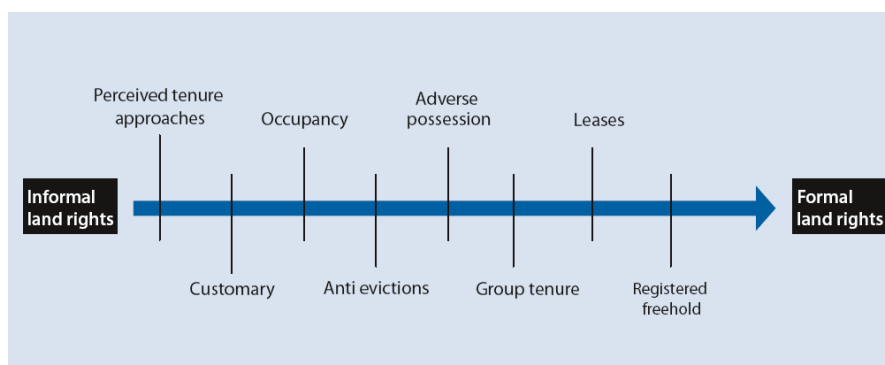 Perceived tenure
approaches
Occupancy
Adverse
possession
Leases
Informal
land rights
Formal
land rights
Customary
Anti evictions
Group tenure
Registered
freehold